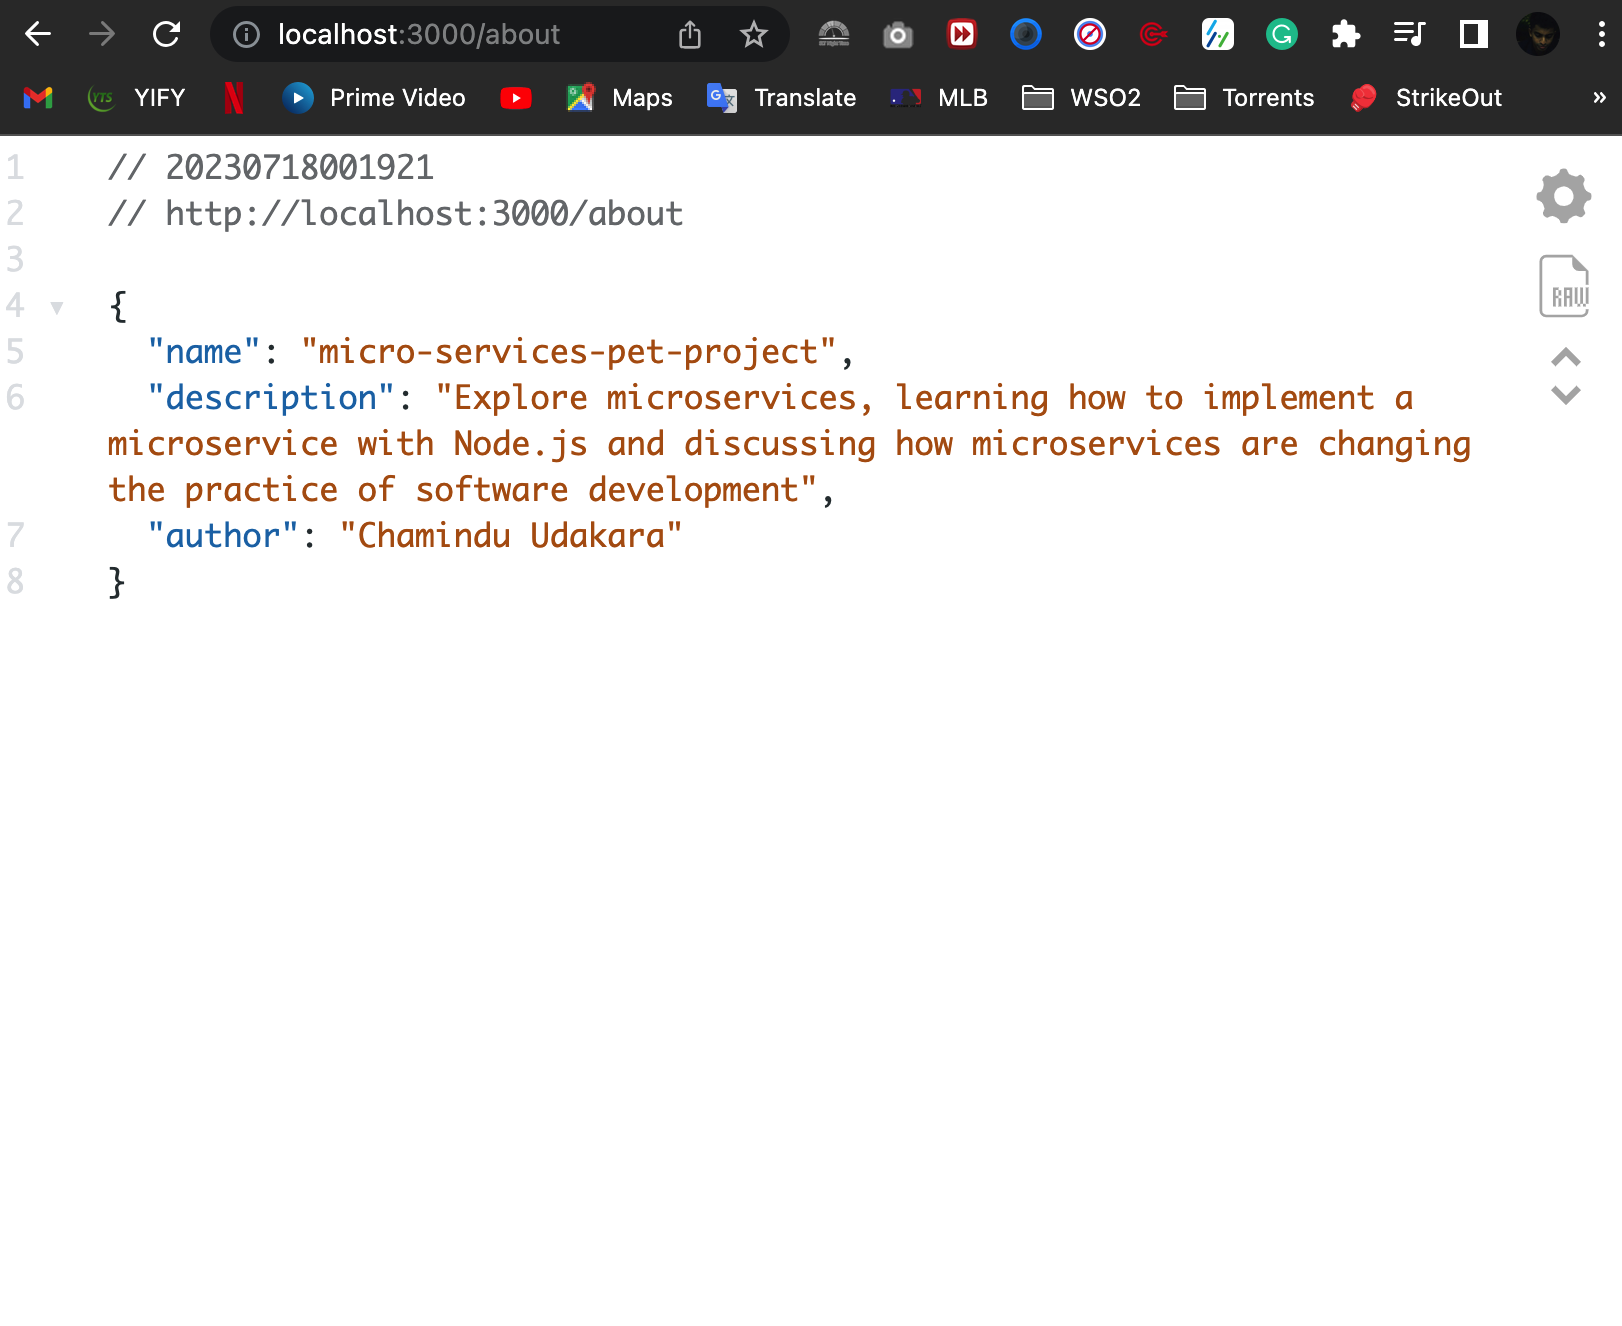 localhost:3000/about
YTS YIFY Prime Video Maps Translate MLB WSO2 Torrents StrikeOut »
1 // 20230718001921
2 // http://localhost:3000/about
3
4 {
5 "name": "micro-services-pet-project",
6 "description": "Explore microservices, learning how to implement a
microservice with Node.js and discussing how microservices are changing
the practice of software development",
7 "author": "Chamindu Udakara"
8 }
RAW